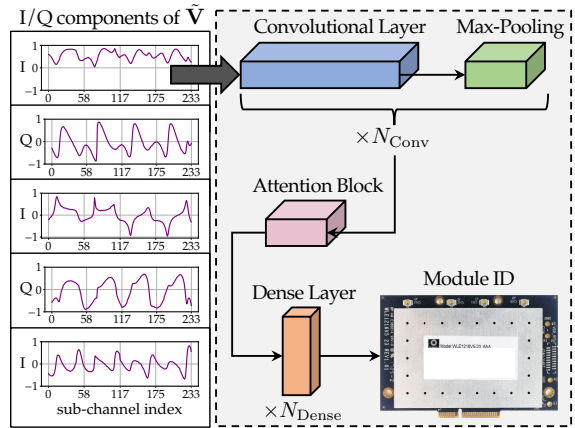 I/Q components of Ṽ
I
1
0
−1
0 58 117 175 233
Q
1
0
−1
0 58 117 175 233
I
1
0
−1
0 58 117 175 233
Q
1
0
−1
0 58 117 175 233
I
1
0
−1
0 58 117 175 233
sub-channel index
Convolutional Layer
Max-Pooling
×N_Conv
Attention Block
Dense Layer
×N_Dense
Module ID